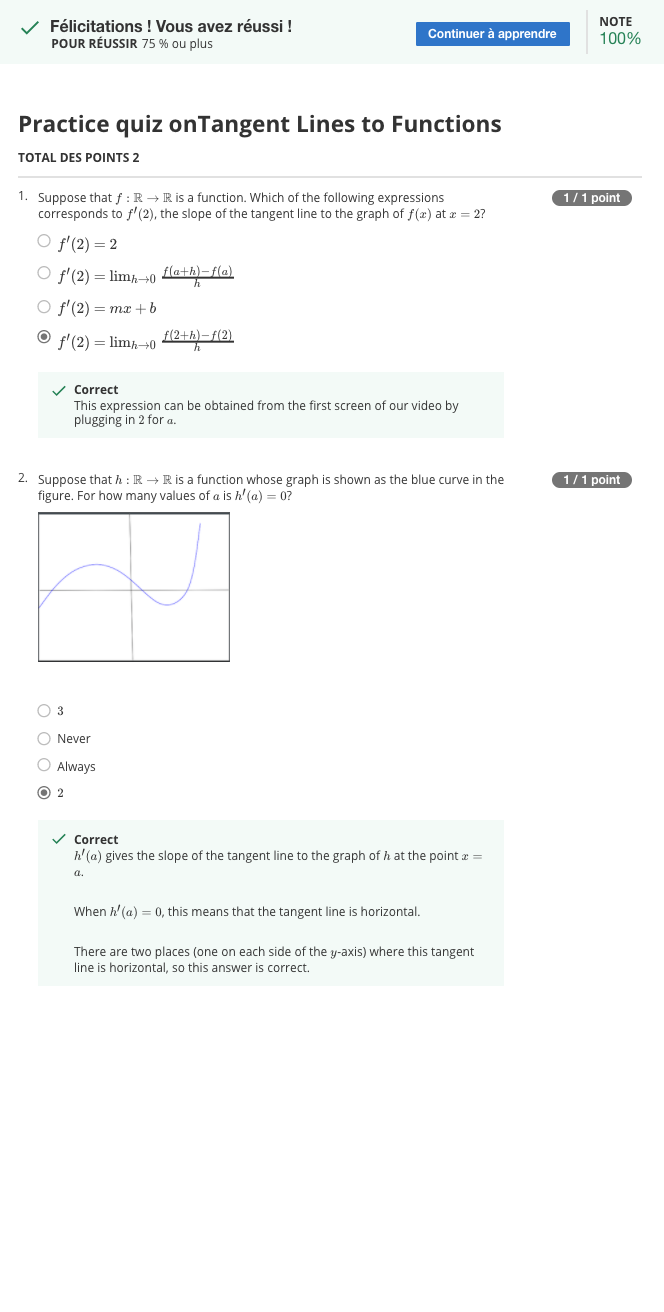 Félicitations ! Vous avez réussi !
POUR RÉUSSIR 75 % ou plus
Continuer à apprendre
NOTE
100%
Practice quiz onTangent Lines to Functions
TOTAL DES POINTS 2
1. Suppose that f : ℝ → ℝ is a function. Which of the following expressions
corresponds to f′(2), the slope of the tangent line to the graph of f(x) at x = 2?
1 / 1 point
f′(2) = 2
f′(2) = lim_{h→0} \frac{f(a+h)−f(a)}{h}
f′(2) = mx + b
f′(2) = lim_{h→0} \frac{f(2+h)−f(2)}{h}
Correct
This expression can be obtained from the first screen of our video by
plugging in 2 for a.
2. Suppose that h : ℝ → ℝ is a function whose graph is shown as the blue curve in the
figure. For how many values of a is h′(a) = 0?
1 / 1 point
3
Never
Always
2
Correct
h′(a) gives the slope of the tangent line to the graph of h at the point x =
a.
When h′(a) = 0, this means that the tangent line is horizontal.
There are two places (one on each side of the y-axis) where this tangent
line is horizontal, so this answer is correct.